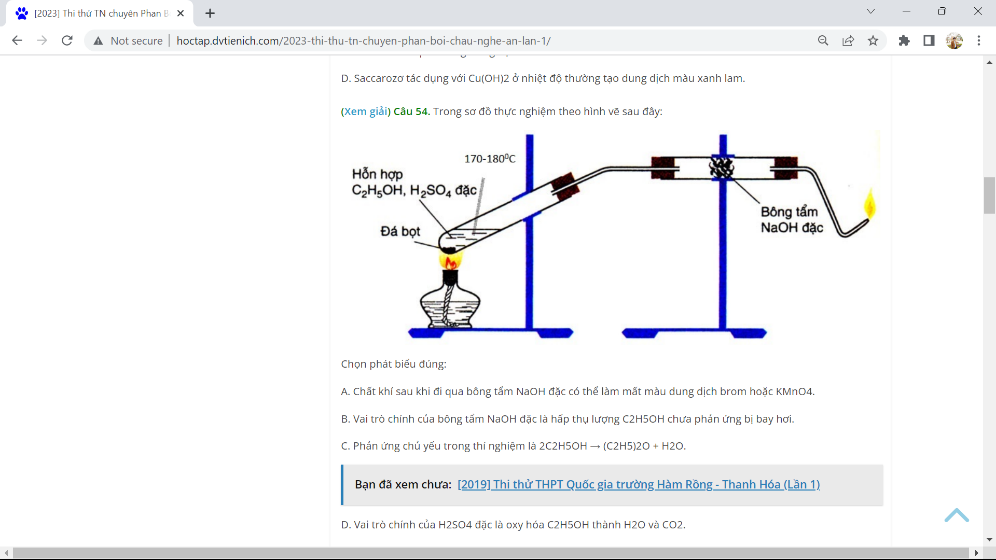 [2023] Thi thử TN chuyên Phan B
Not secure
hoctap.dvtienich.com/2023-thi-thu-tn-chuyen-phan-boi-chau-nghe-an-lan-1/
D. Saccarozơ tác dụng với Cu(OH)2 ở nhiệt độ thường tạo dung dịch màu xanh lam.
(Xem giải) Câu 54. Trong sơ đồ thực nghiệm theo hình vẽ sau đây:
170-180⁰C
Hỗn hợp
C₂H₅OH, H₂SO₄ đặc
Đá bọt
Bông tẩm
NaOH đặc
Chọn phát biểu đúng:
A. Chất khí sau khi đi qua bông tẩm NaOH đặc có thể làm mất màu dung dịch brom hoặc KMnO4.
B. Vai trò chính của bông tẩm NaOH đặc là hấp thụ lượng C2H5OH chưa phản ứng bị bay hơi.
C. Phản ứng chủ yếu trong thí nghiệm là 2C2H5OH → (C2H5)2O + H2O.
Bạn đã xem chưa: [2019] Thi thử THPT Quốc gia trường Hàm Rồng - Thanh Hóa (Lần 1)
D. Vai trò chính của H2SO4 đặc là oxy hóa C2H5OH thành H2O và CO2.